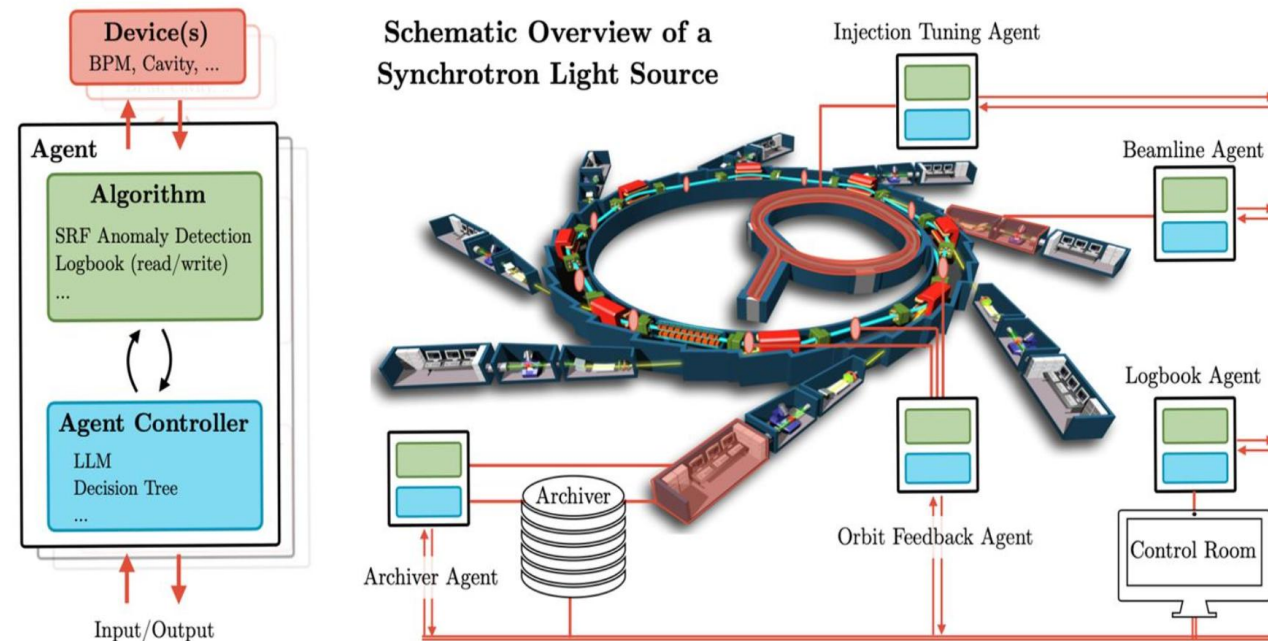 Device(s)
BPM, Cavity, ...
Agent
Algorithm
SRF Anomaly Detection
Logbook (read/write)
...
Agent Controller
LLM
Decision Tree
...
Input/Output
Schematic Overview of a
Synchrotron Light Source
Injection Tuning Agent
Beamline Agent
Logbook Agent
Control Room
Orbit Feedback Agent
Archiver
Archiver Agent